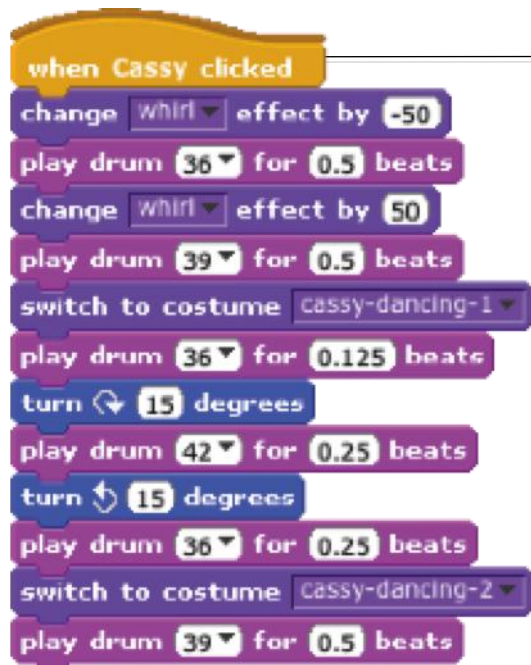 when Cassy clicked
change whirl effect by -50
play drum 36 for 0.5 beats
change whirl effect by 50
play drum 39 for 0.5 beats
switch to costume cassy-dancing-1
play drum 36 for 0.125 beats
turn 15 degrees
play drum 42 for 0.25 beats
turn 15 degrees
play drum 36 for 0.25 beats
switch to costume cassy-dancing-2
play drum 39 for 0.5 beats